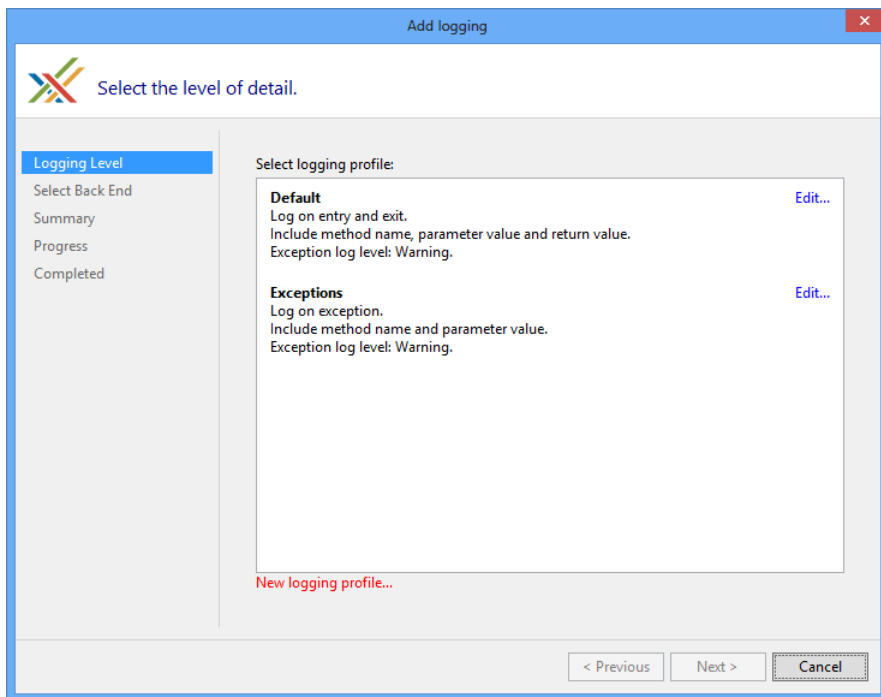 Add logging
Select the level of detail.
Logging Level
Select Back End
Summary
Progress
Completed
Select logging profile:
Default
Edit...
Log on entry and exit.
Include method name, parameter value and return value.
Exception log level: Warning.
Exceptions
Edit...
Log on exception.
Include method name and parameter value.
Exception log level: Warning.
New logging profile...
< Previous
Next >
Cancel